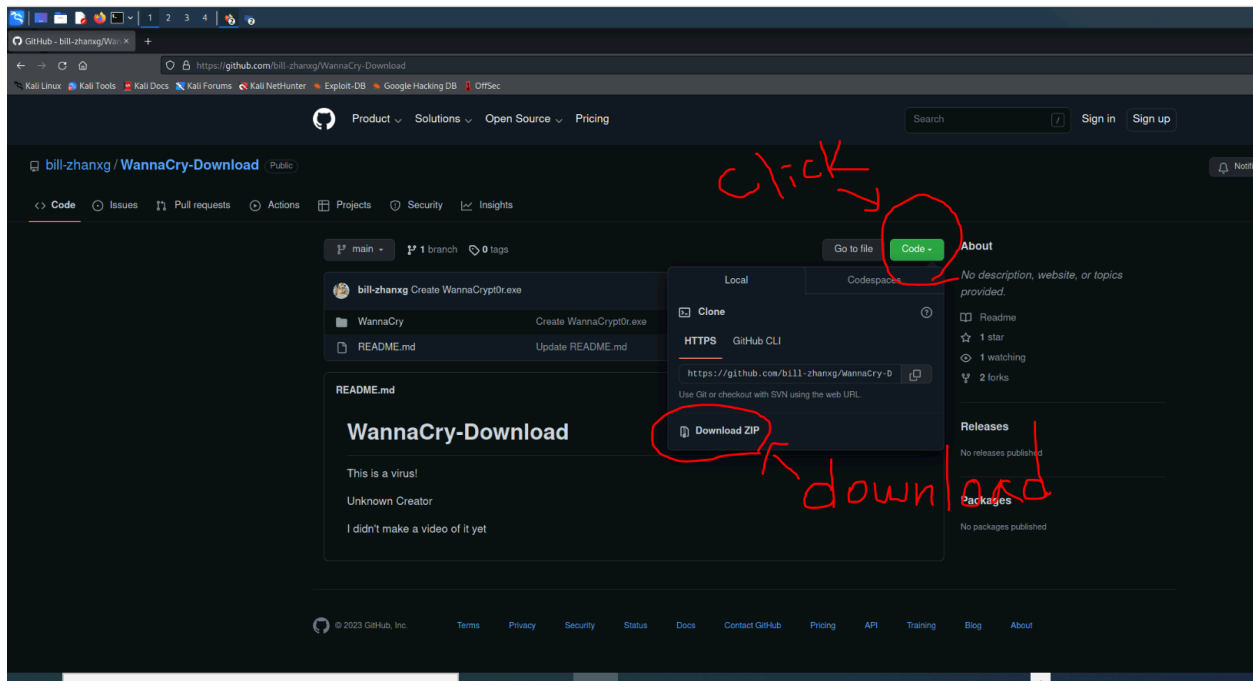 1 2 3 4
GitHub - bill-zhanxg/Wan
https://github.com/bill-zhanxg/WannaCry-Download
Kali Linux Kali Tools Kali Docs Kali Forums Kali NetHunter Exploit-DB Google Hacking DB OffSec
Product Solutions Open Source Pricing Search / Sign in Sign up
bill-zhanxg / WannaCry-Download Public
Notifi
click
<> Code Issues Pull requests Actions Projects Security Insights
main 1 branch 0 tags Go to file Code
About
No description, website, or topics
provided.
Readme
1 star
1 watching
2 forks
Releases
No releases published
Packages
No packages published
bill-zhanxg Create WannaCrypt0r.exe
WannaCry Create WannaCrypt0r.exe
README.md Update README.md
Local Codespaces
Clone
HTTPS GitHub CLI
https://github.com/bill-zhanxg/WannaCry-D
Use Git or checkout with SVN using the web URL.
Download ZIP
download
README.md
WannaCry-Download
This is a virus!
Unknown Creator
I didn't make a video of it yet
© 2023 GitHub, Inc. Terms Privacy Security Status Docs Contact GitHub Pricing API Training Blog About